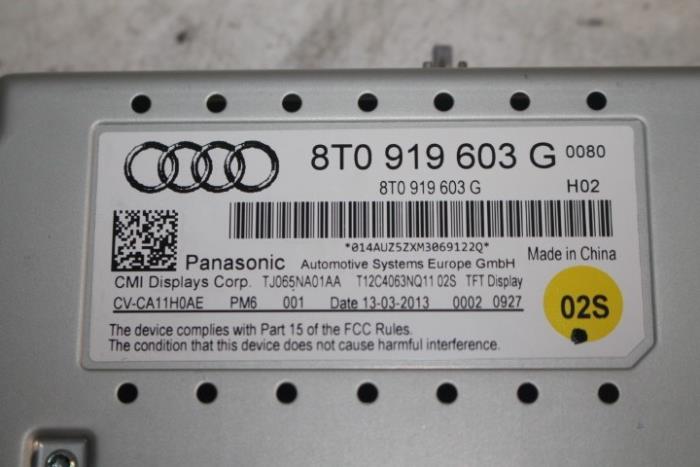 8T0 919 603 G 0080
8T0 919 603 G H02
*014AUZ5ZXM3069122Q*
Panasonic Automotive Systems Europe GmbH Made in China
CMI Displays Corp. TJ065NA01AA T12C4063NQ11 02S TFT Display
CV-CA11H0AE PM6 001 Date 13-03-2013 0002 0927
02S
The device complies with Part 15 of the FCC Rules.
The condition that this device does not cause harmful interference.